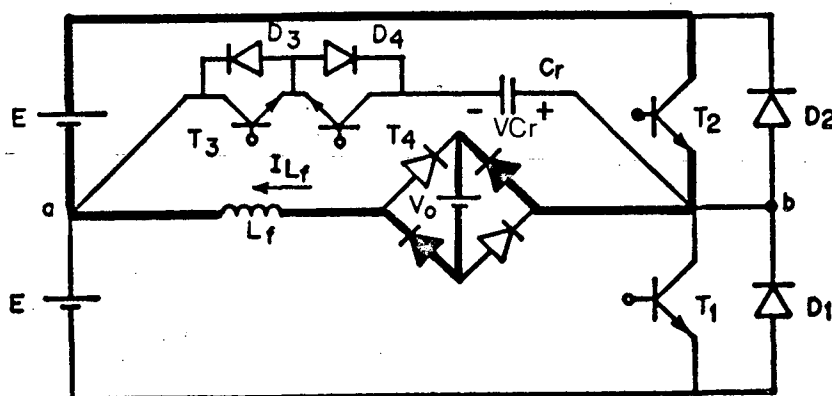 a
D3
D4
E
Cr
- +
VCr
T3
T4
T2
D2
ILf
Vo
Lf
b
E
T1
D1